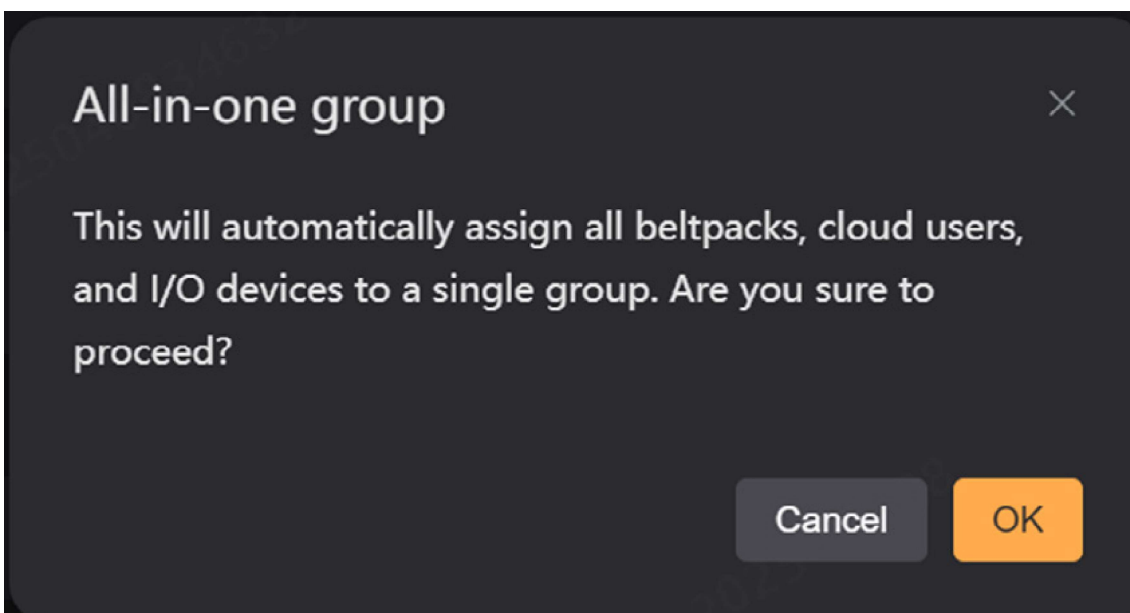 All-in-one group
This will automatically assign all beltpacks, cloud users,
and I/O devices to a single group. Are you sure to
proceed?
Cancel
OK